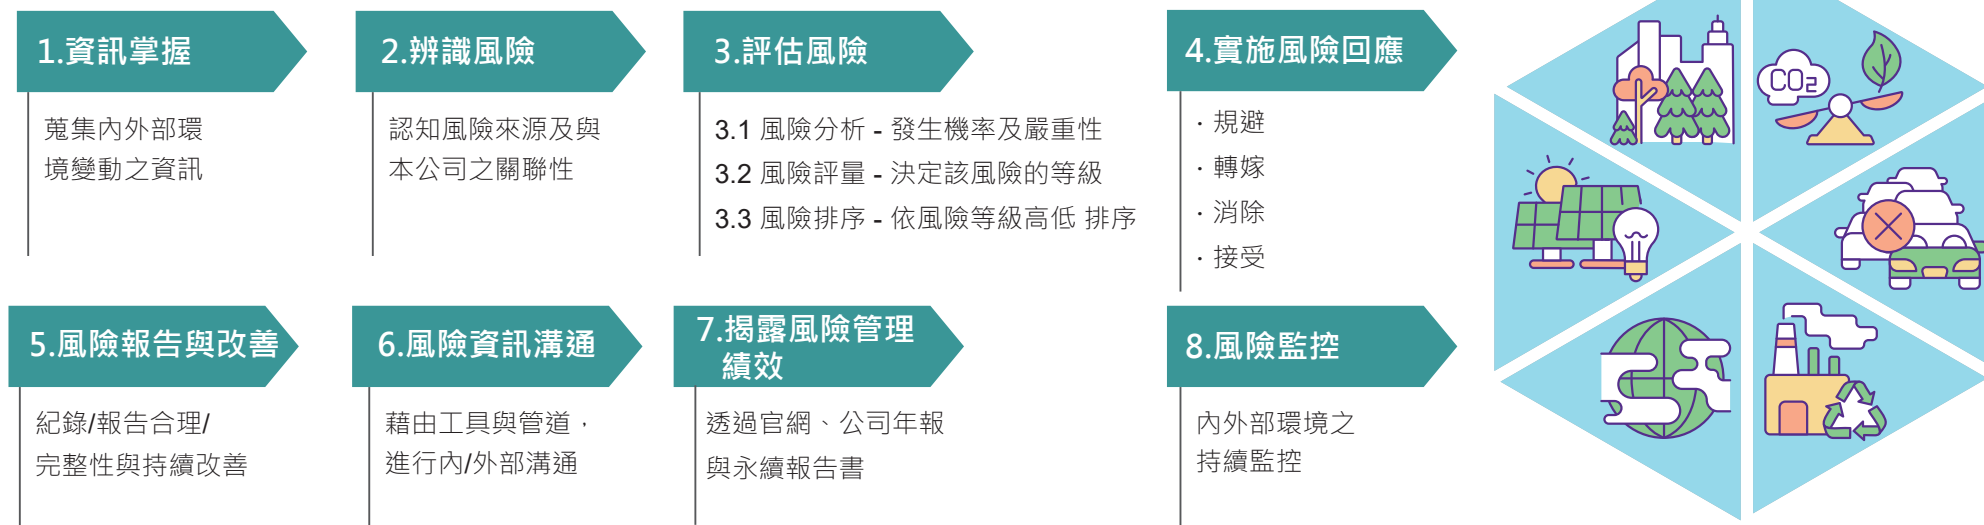 1.資訊掌握
蒐集內外部環
境變動之資訊
2.辨識風險
認知風險來源及與
本公司之關聯性
3.評估風險
3.1 風險分析 - 發生機率及嚴重性
3.2 風險評量 - 決定該風險的等級
3.3 風險排序 - 依風險等級高低 排序
4.實施風險回應
·規避
·轉嫁
·消除
·接受
CO2
5.風險報告與改善
紀錄/報告合理/
完整性與持續改善
6.風險資訊溝通
藉由工具與管道，
進行內/外部溝通
7.揭露風險管理
績效
透過官網、公司年報
與永續報告書
8.風險監控
內外部環境之
持續監控